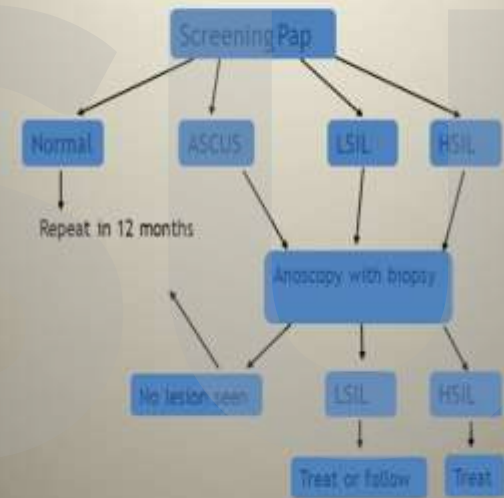 Screening Pap
Normal
ASCUS
LSIL
HSIL
Repeat in 12 months
Anoscopy with biopsy
No lesion seen
LSIL
HSIL
Treat or follow
Treat